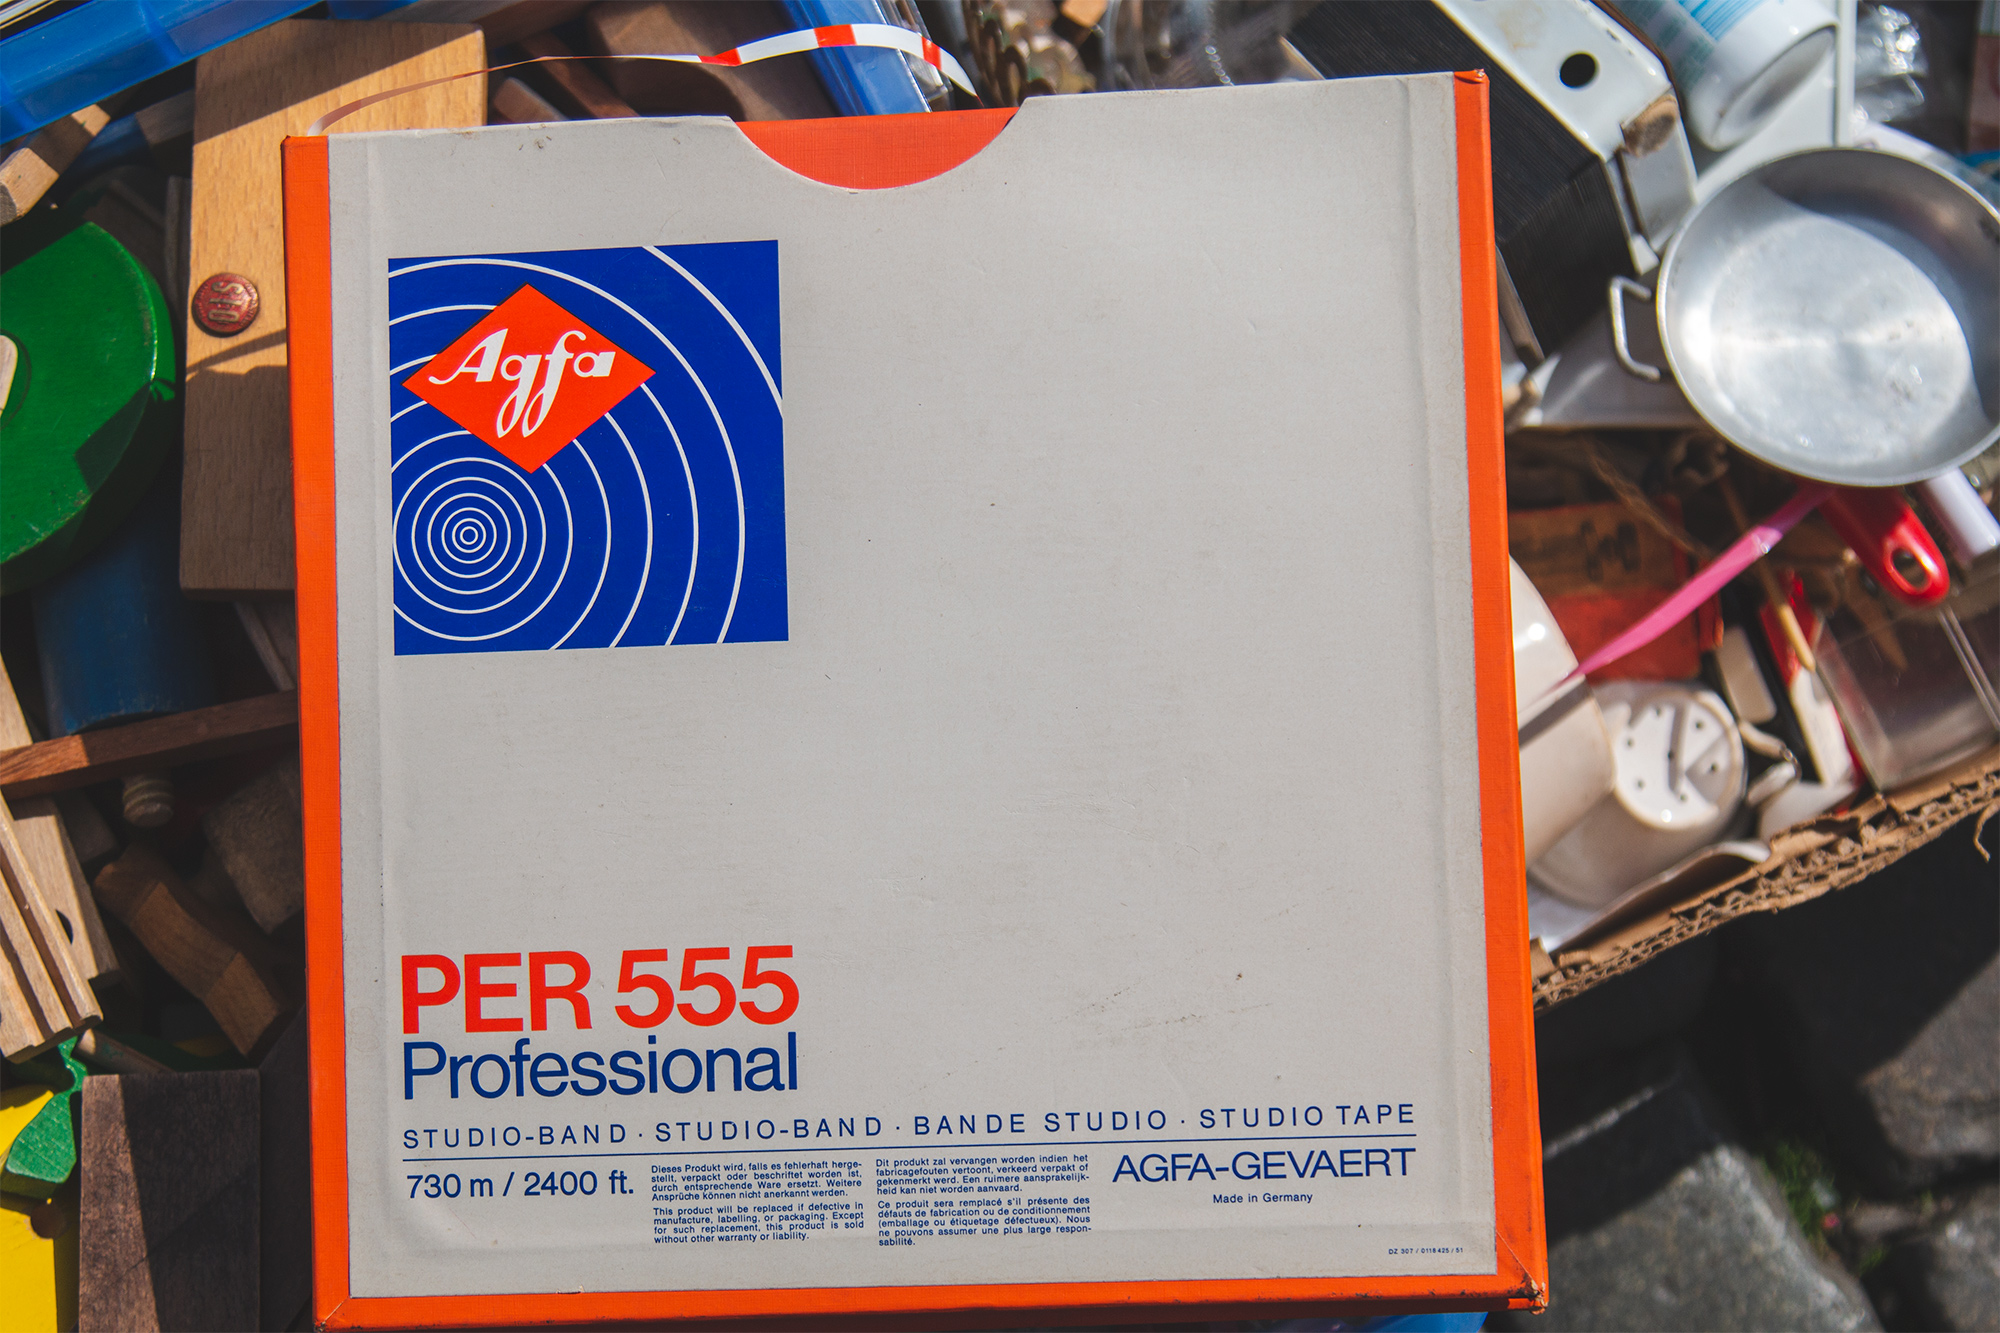 Agfa
PER 555
Professional
STUDIO-BAND · STUDIO-BAND · BANDE STUDIO · STUDIO TAPE
730 m / 2400 ft.
Dieses Produkt wird, falls es fehlerhaft herge-
stellt, verpackt oder beschriftet worden ist,
durch entsprechende Ware ersetzt. Weitere
Ansprüche können nicht anerkannt werden.
This product will be replaced if defective in
manufacture, labelling, or packaging. Except
for such replacement, this product is sold
without other warranty or liability.
Dit produkt zal vervangen worden indien het
fabricagefouten vertoont, verkeerd verpakt of
gekenmerkt werd. Een ruimere aansprakelijk-
heid kan niet worden aanvaard.
Ce produit sera remplacé s'il présente des
défauts de fabrication ou de conditionnement
(emballage ou étiquetage défectueux). Nous
ne pouvons assumer une plus large respon-
sabilité.
AGFA-GEVAERT
Made in Germany
DZ 307 / 0118 425 / 51